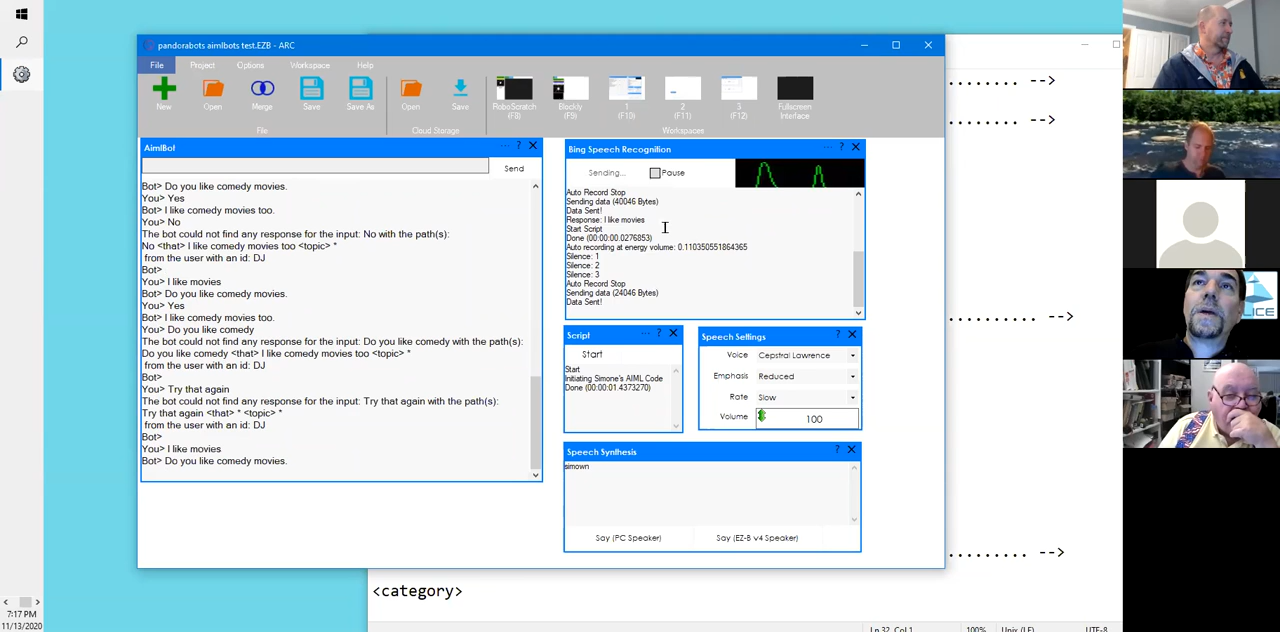 pandorabots aimlbots test.EZB - ARC
File Project Options Workspace Help
New Open Merge Save Save As Open Save RoboScratch (F8) Blockly (F9) 1 (F10) 2 (F11) 3 (F12) Fullscreen Interface
File Cloud Storage Workspaces
AimlBot
Send
Bot> Do you like comedy movies.
You> Yes
Bot> I like comedy movies too.
You> No
The bot could not find any response for the input: No with the path(s):
No <that> I like comedy movies too <topic> *
from the user with an id: DJ
Bot>
You> I like movies
Bot> Do you like comedy movies.
You> Yes
Bot> I like comedy movies too.
You> Do you like comedy
The bot could not find any response for the input: Do you like comedy with the path(s):
Do you like comedy <that> I like comedy movies too <topic> *
from the user with an id: DJ
Bot>
You> Try that again
The bot could not find any response for the input: Try that again with the path(s):
Try that again <that> * <topic> *
from the user with an id: DJ
Bot>
You> I like movies
Bot> Do you like comedy movies.
Bing Speech Recognition
Sending... Pause
Auto Record Stop
Sending data (40046 Bytes)
Data Sent!
Response: I like movies
Start Script
Done (00:00:00.0276853)
Auto recording at energy volume: 0.110350551864365
Silence: 1
Silence: 2
Silence: 3
Auto Record Stop
Sending data (24046 Bytes)
Data Sent!
Script
Start
Start
Initiating Simone's AIML Code
Done (00:00:01.4373270)
Speech Settings
Voice Cepstral Lawrence
Emphasis Reduced
Rate Slow
Volume 100
Speech Synthesis
simown
Say (PC Speaker) Say (EZ-B v4 Speaker)
......... -->
......... -->
.......... -->
......... -->
<category>
Ln 32, Col 1 100% Unix (LF) UTF-8
7:17 PM
11/13/2020
LICE